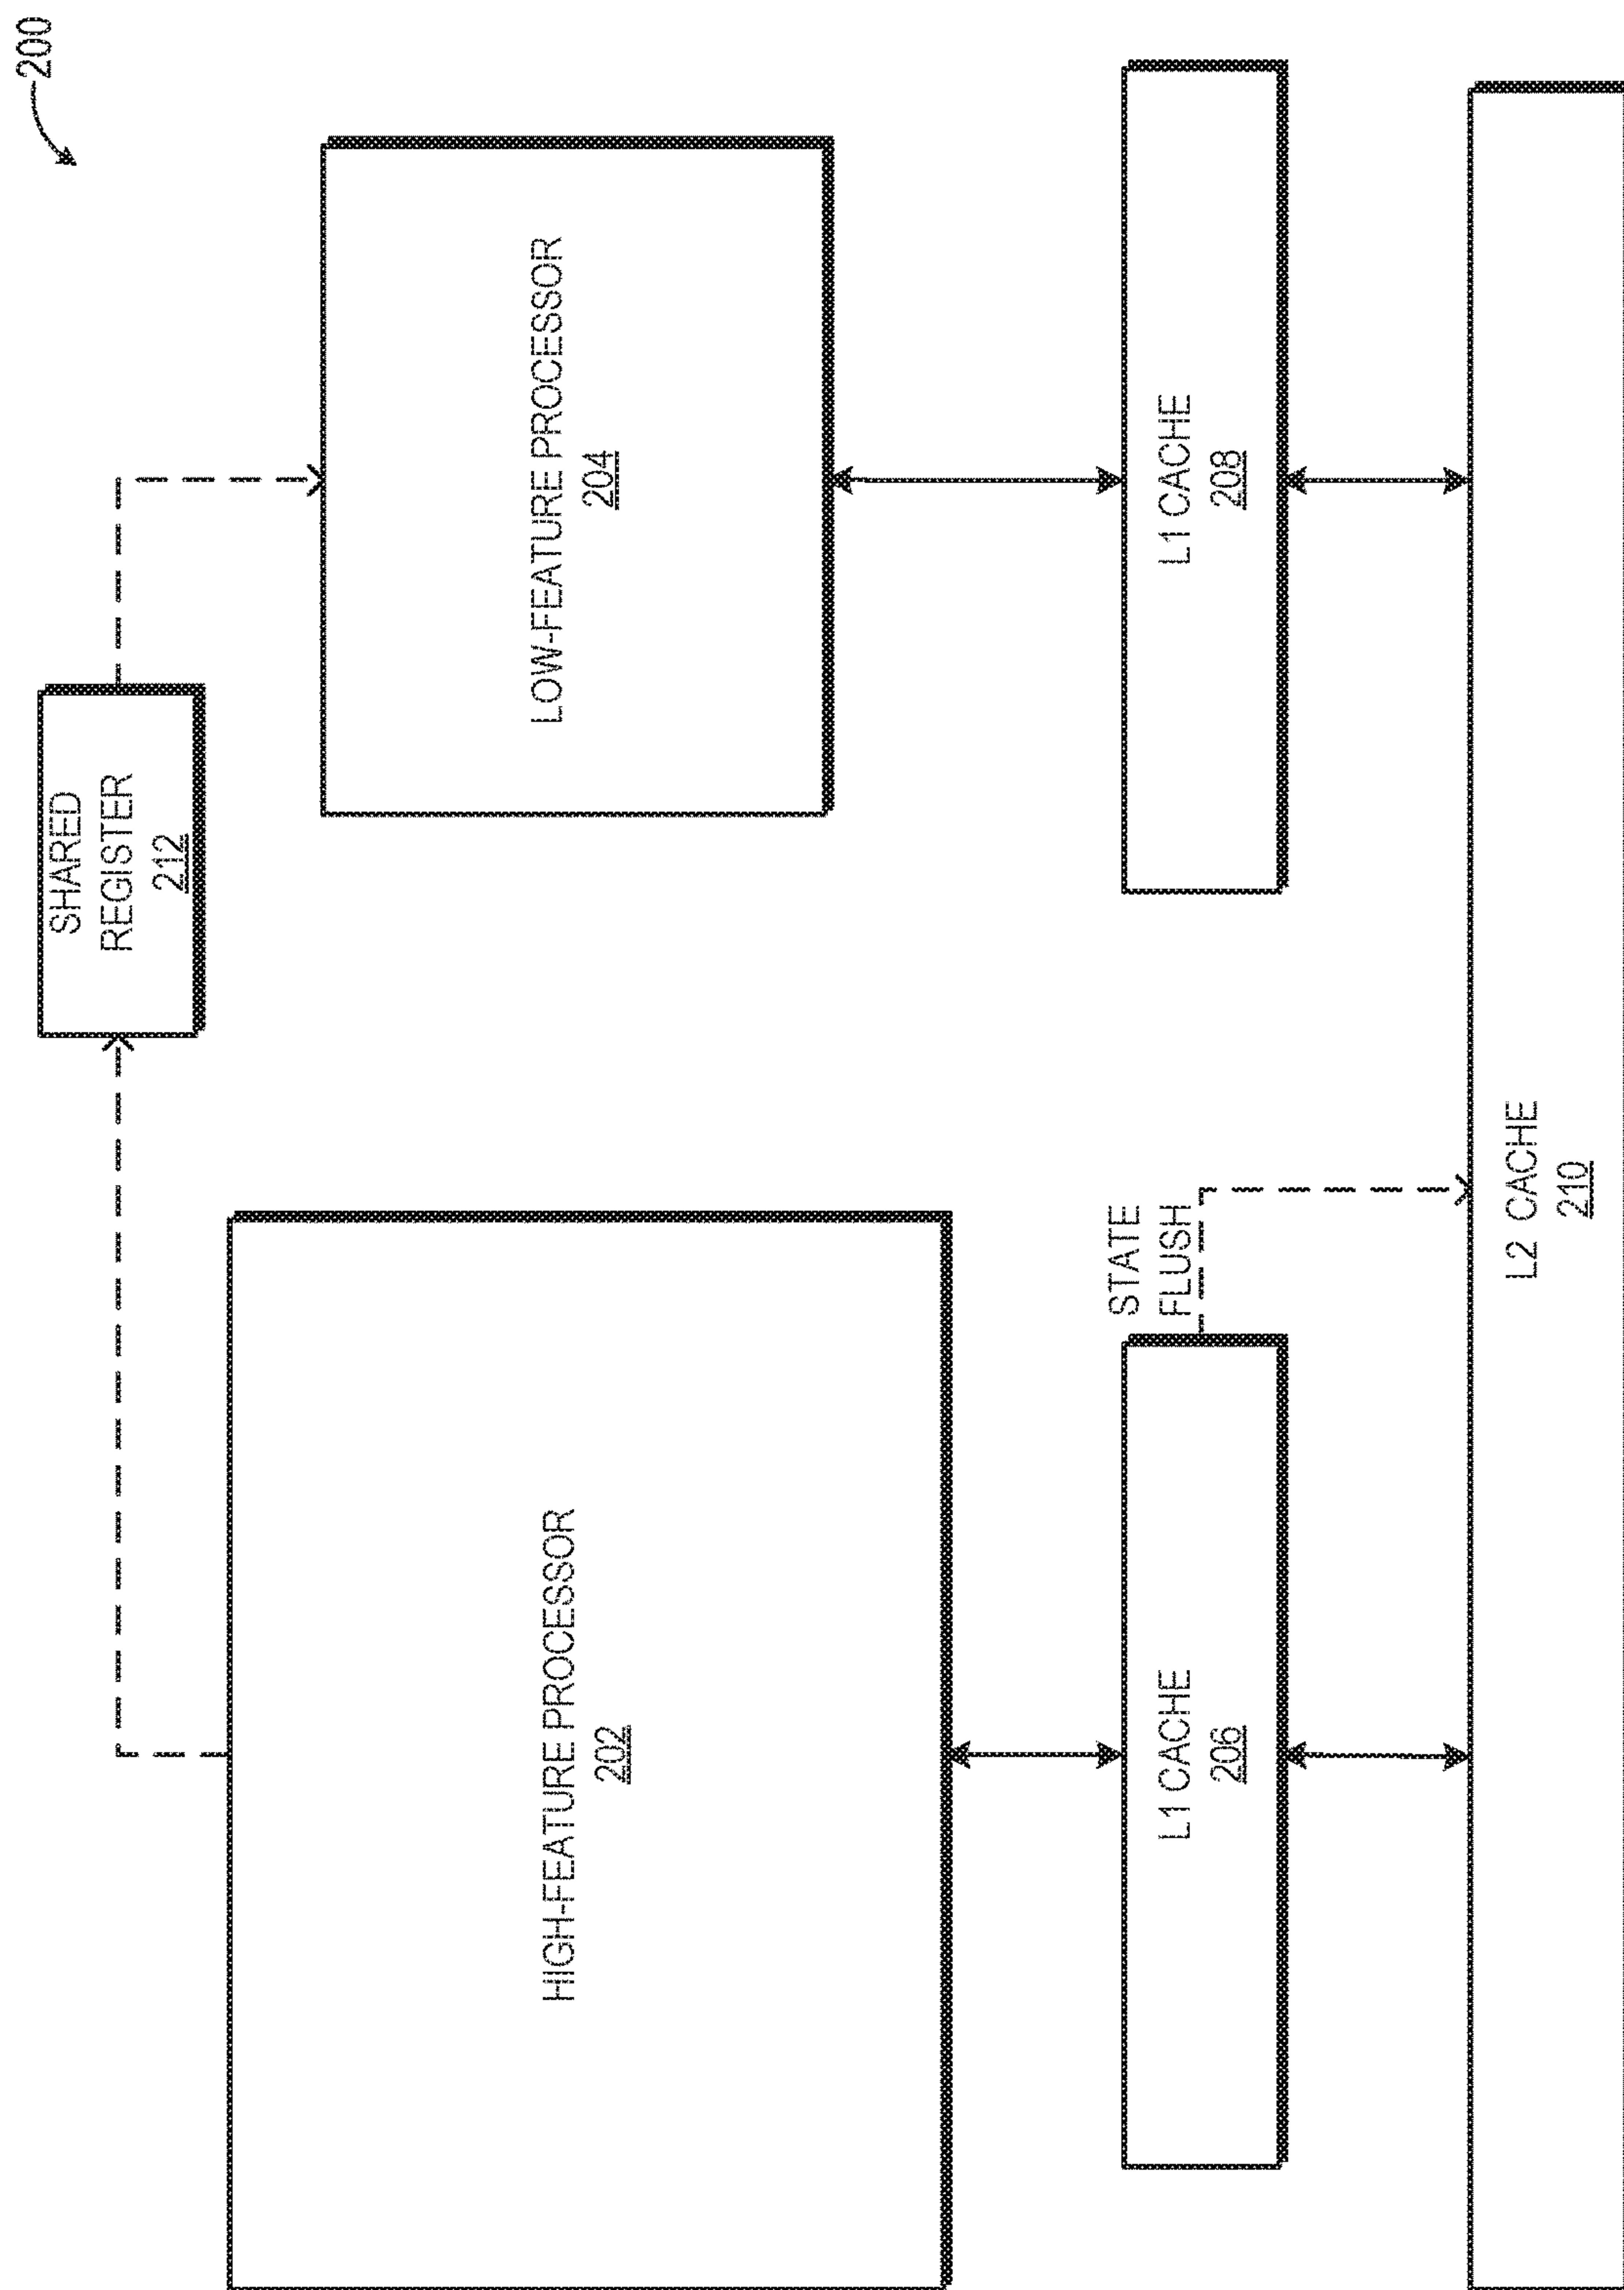 200
SHARED
REGISTER
212
HIGH-FEATURE PROCESSOR
202
LOW-FEATURE PROCESSOR
204
STATE
FLUSH
L1 CACHE
206
L1 CACHE
208
L2 CACHE
210